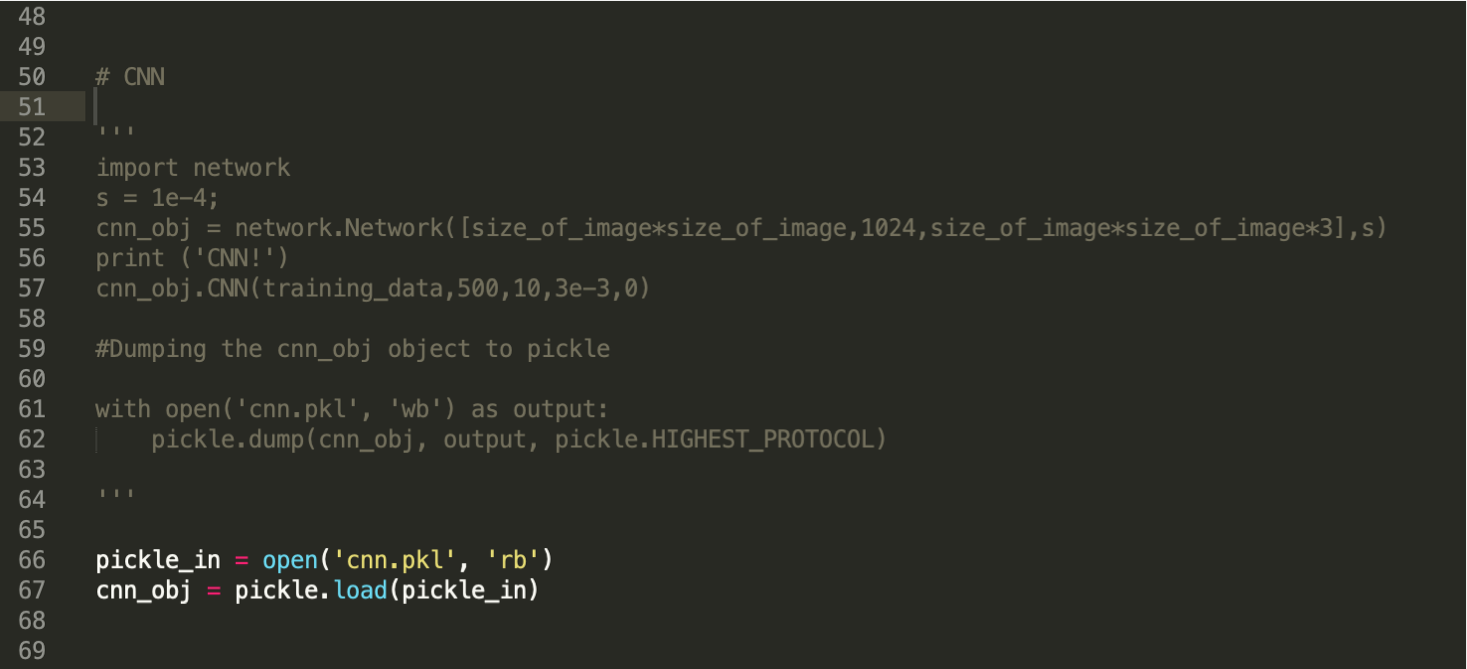 48
49
50 # CNN
51
52 '''
53 import network
54 s = 1e-4;
55 cnn_obj = network.Network([size_of_image*size_of_image,1024,size_of_image*size_of_image*3],s)
56 print ('CNN!')
57 cnn_obj.CNN(training_data,500,10,3e-3,0)
58
59 #Dumping the cnn_obj object to pickle
60
61 with open('cnn.pkl', 'wb') as output:
62     pickle.dump(cnn_obj, output, pickle.HIGHEST_PROTOCOL)
63
64 '''
65
66 pickle_in = open('cnn.pkl', 'rb')
67 cnn_obj = pickle.load(pickle_in)
68
69